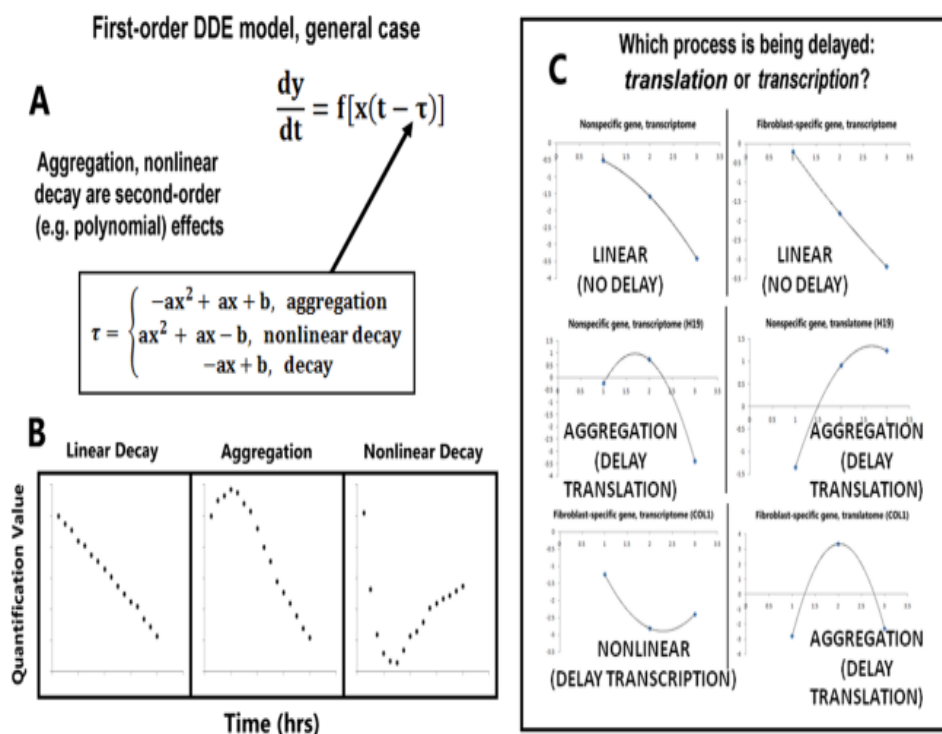 First-order DDE model, general case
A
dy/dt = f[x(t − τ)]
Aggregation, nonlinear
decay are second-order
(e.g. polynomial) effects
τ = {
−ax² + ax + b, aggregation
ax² + ax − b, nonlinear decay
−ax + b, decay
B
Linear Decay
Aggregation
Nonlinear Decay
Quantification Value
Time (hrs)
C
Which process is being delayed:
translation or transcription?
Nonspecific gene, transcriptome
LINEAR
(NO DELAY)
Fibroblast-specific gene, transcriptome
LINEAR
(NO DELAY)
Nonspecific gene, transcriptome (H19)
AGGREGATION
(DELAY
TRANSLATION)
Nonspecific gene, translatome (H19)
AGGREGATION
(DELAY
TRANSLATION)
Fibroblast-specific gene, transcriptome (COL1)
NONLINEAR
(DELAY TRANSCRIPTION)
Fibroblast-specific gene, translatome (COL1)
AGGREGATION
(DELAY
TRANSLATION)